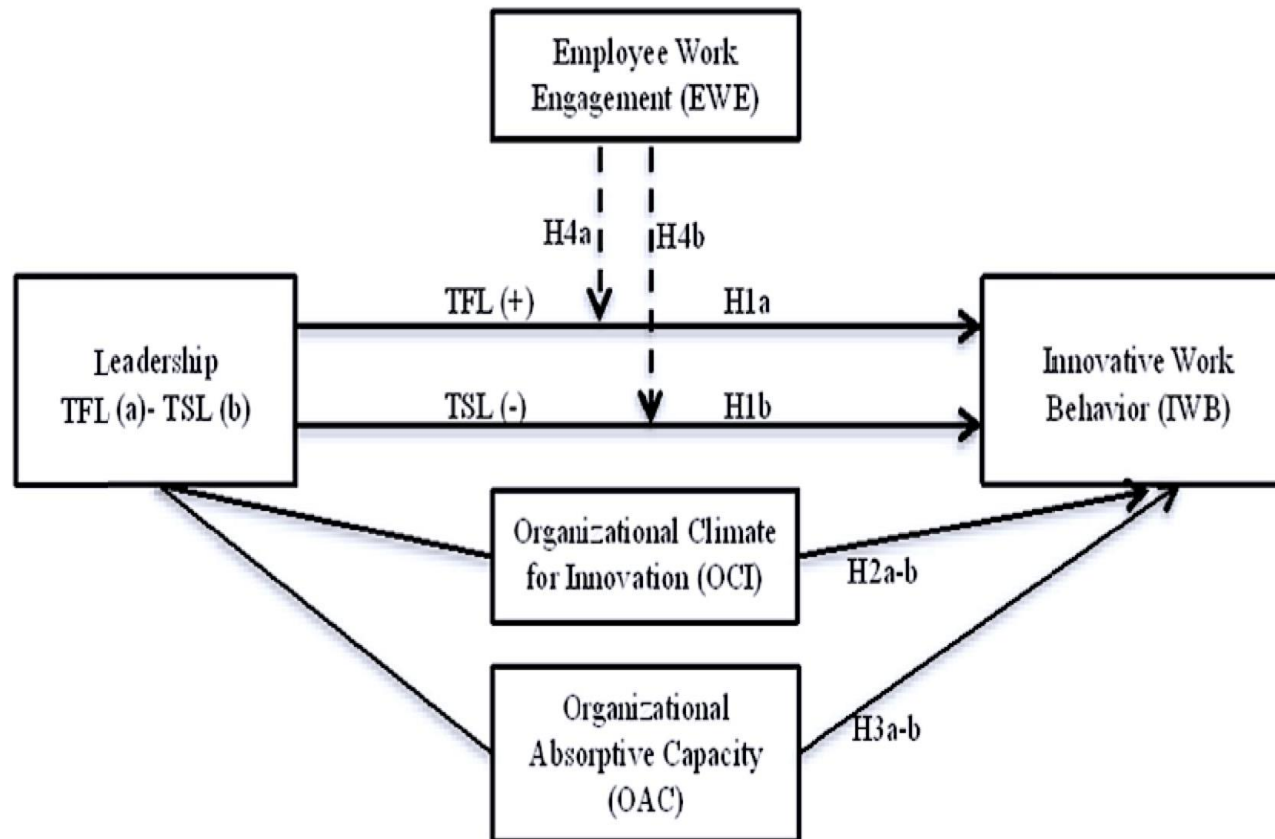 Employee Work
Engagement (EWE)
H4a
H4b
TFL (+)
H1a
Leadership
TFL (a)- TSL (b)
TSL (-)
H1b
Innovative Work
Behavior (IWB)
Organizational Climate
for Innovation (OCI)
H2a-b
Organizational
Absorptive Capacity
(OAC)
H3a-b